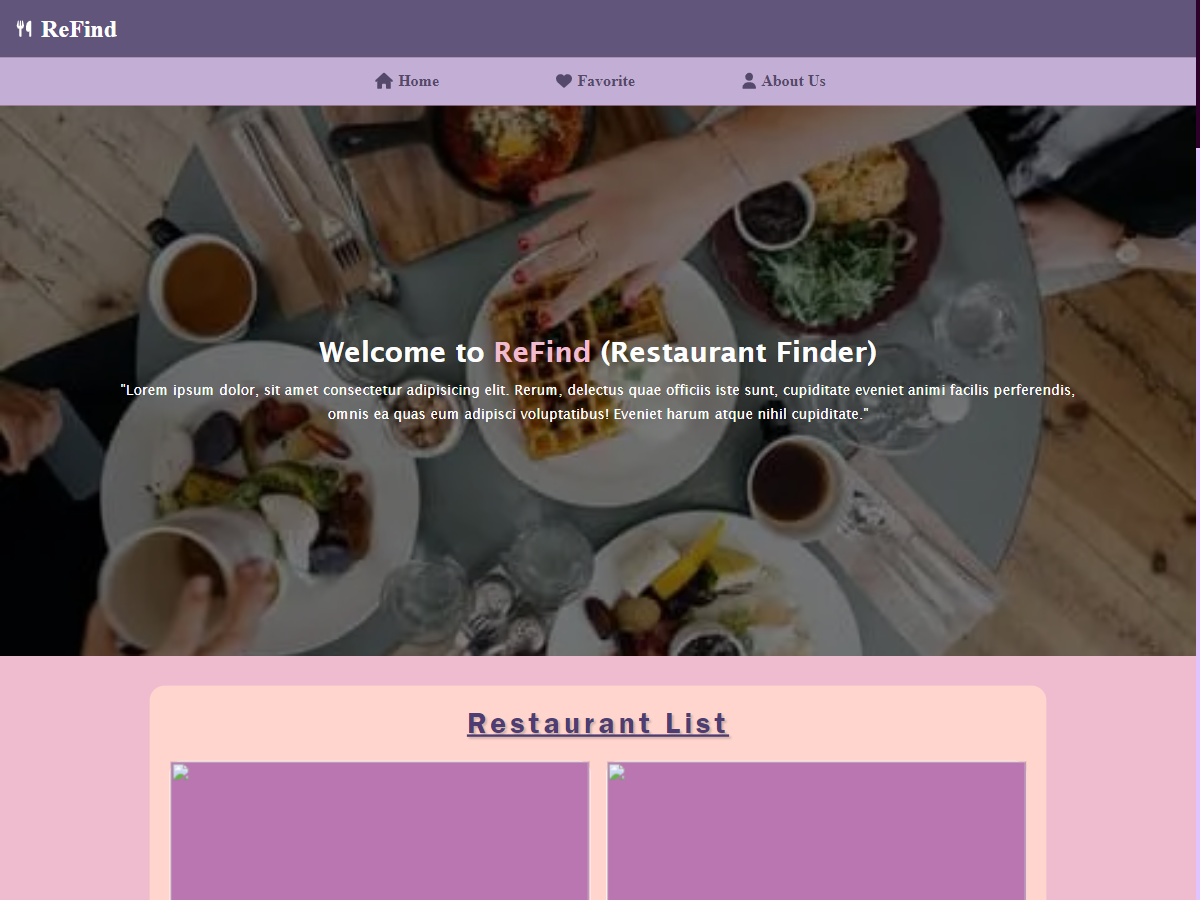 ReFind
Home
Favorite
About Us
Welcome to ReFind (Restaurant Finder)
"Lorem ipsum dolor, sit amet consectetur adipisicing elit. Rerum, delectus quae officiis iste sunt, cupiditate eveniet animi facilis perferendis,
omnis ea quas eum adipisci voluptatibus! Eveniet harum atque nihil cupiditate."
Restaurant List